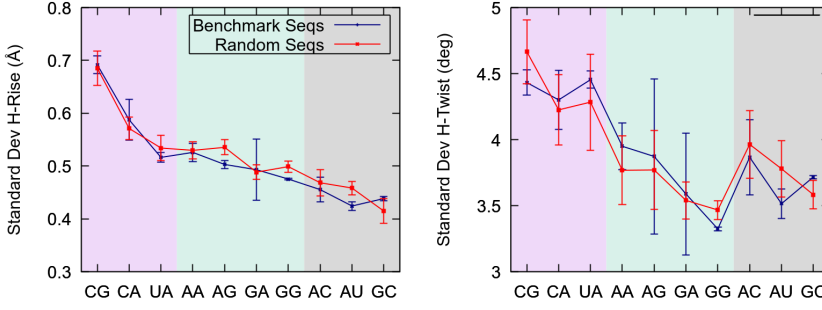 Standard Dev H-Rise (Å)
0.8
0.7
0.6
0.5
0.4
0.3
Benchmark Seqs
Random Seqs
CG CA UA AA AG GA GG AC AU GC
Standard Dev H-Twist (deg)
5
4.5
4
3.5
3
CG CA UA AA AG GA GG AC AU GC